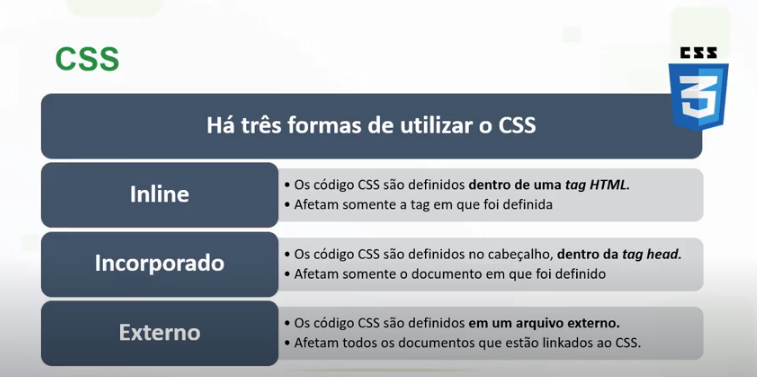 CSS
CSS
3
Há três formas de utilizar o CSS
Inline
• Os código CSS são definidos dentro de uma tag HTML.
• Afetam somente a tag em que foi definida
Incorporado
• Os código CSS são definidos no cabeçalho, dentro da tag head.
• Afetam somente o documento em que foi definido
Externo
• Os código CSS são definidos em um arquivo externo.
• Afetam todos os documentos que estão linkados ao CSS.